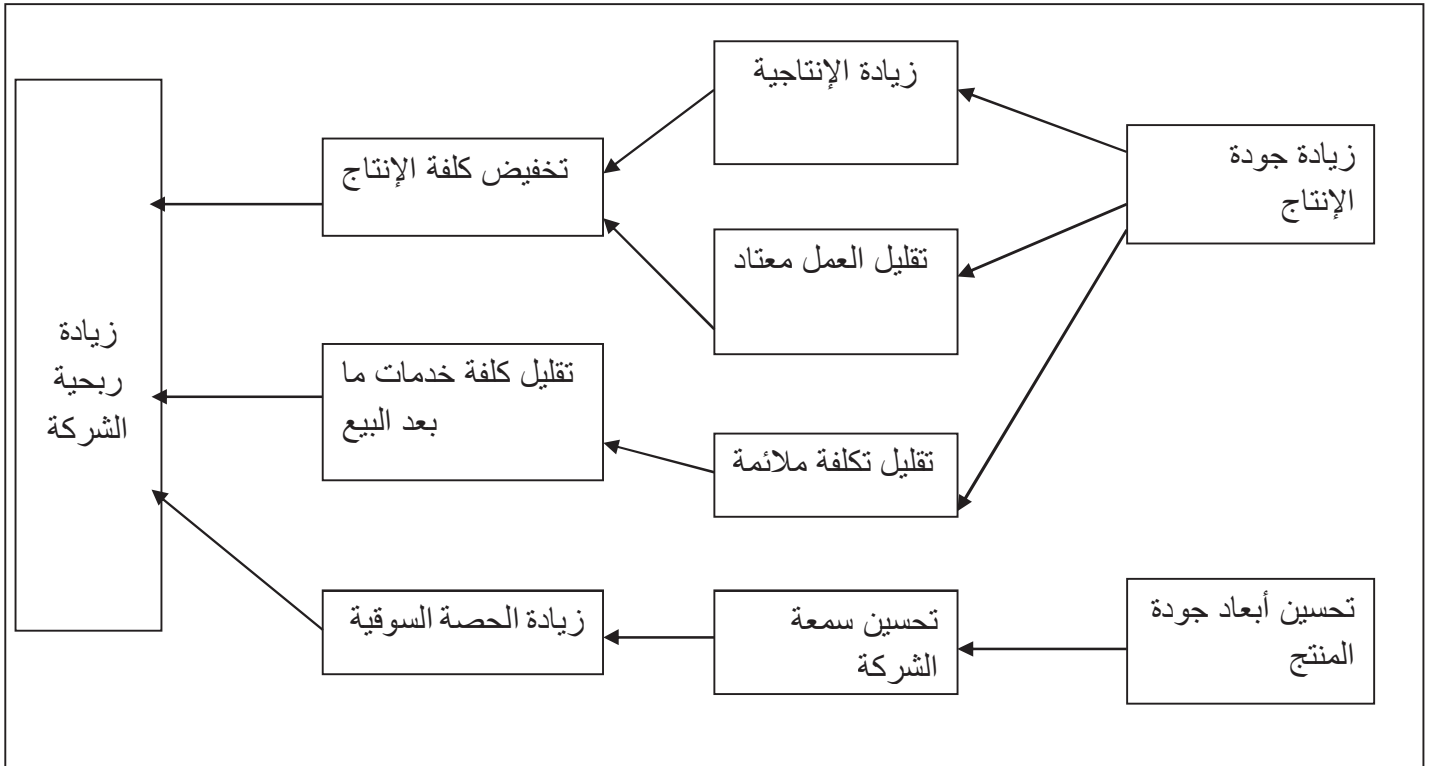 زيادة جودة
الإنتاج
زيادة الإنتاجية
تقليل العمل معتاد
تقليل تكلفة ملائمة
تخفيض كلفة الإنتاج
تقليل كلفة خدمات ما
بعد البيع
زيادة
ربحية
الشركة
تحسين أبعاد جودة
المنتج
تحسين سمعة
الشركة
زيادة الحصة السوقية